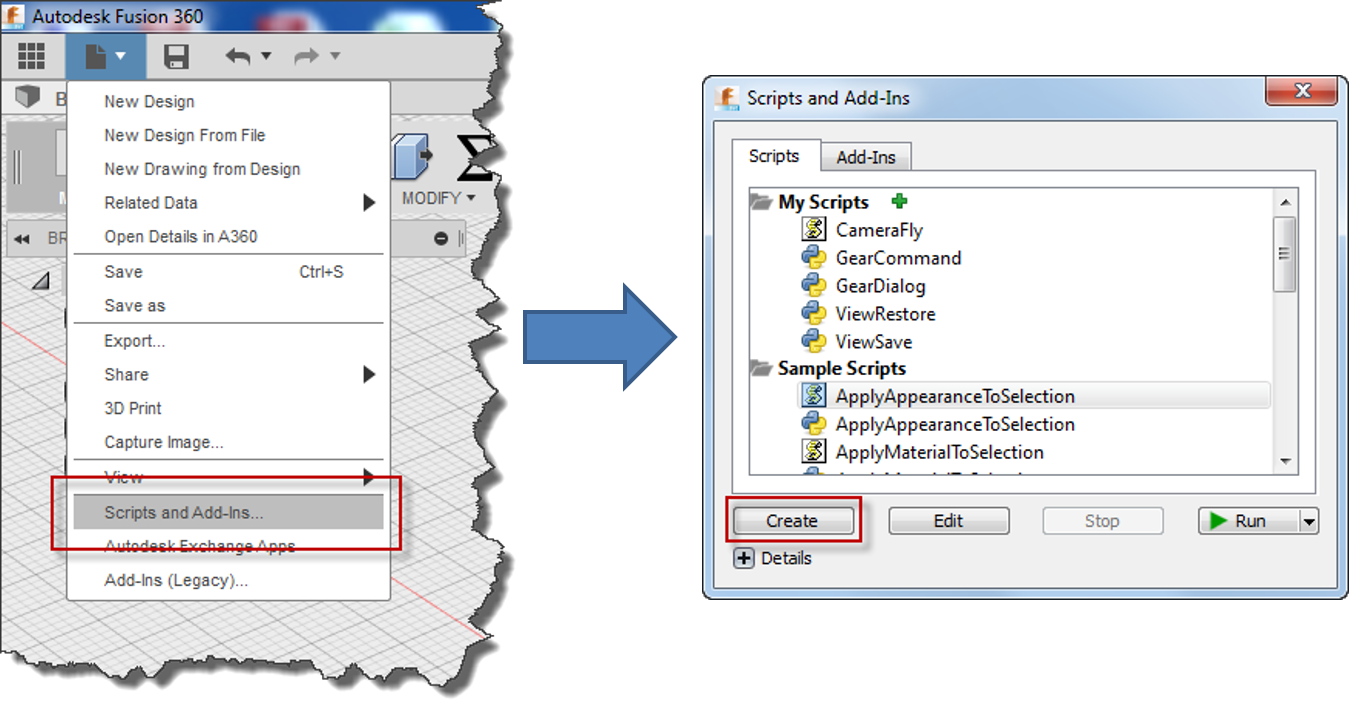 Autodesk Fusion 360
New Design
New Design From File
New Drawing from Design
Related Data
Open Details in A360
Save Ctrl+S
Save as
Export...
Share
3D Print
Capture Image...
View
Scripts and Add-Ins...
Autodesk Exchange Apps
Add-Ins (Legacy)...
B
MODIFY
BR
Scripts and Add-Ins
Scripts Add-Ins
My Scripts
CameraFly
GearCommand
GearDialog
ViewRestore
ViewSave
Sample Scripts
ApplyAppearanceToSelection
ApplyAppearanceToSelection
ApplyMaterialToSelection
Create Edit Stop Run
Details